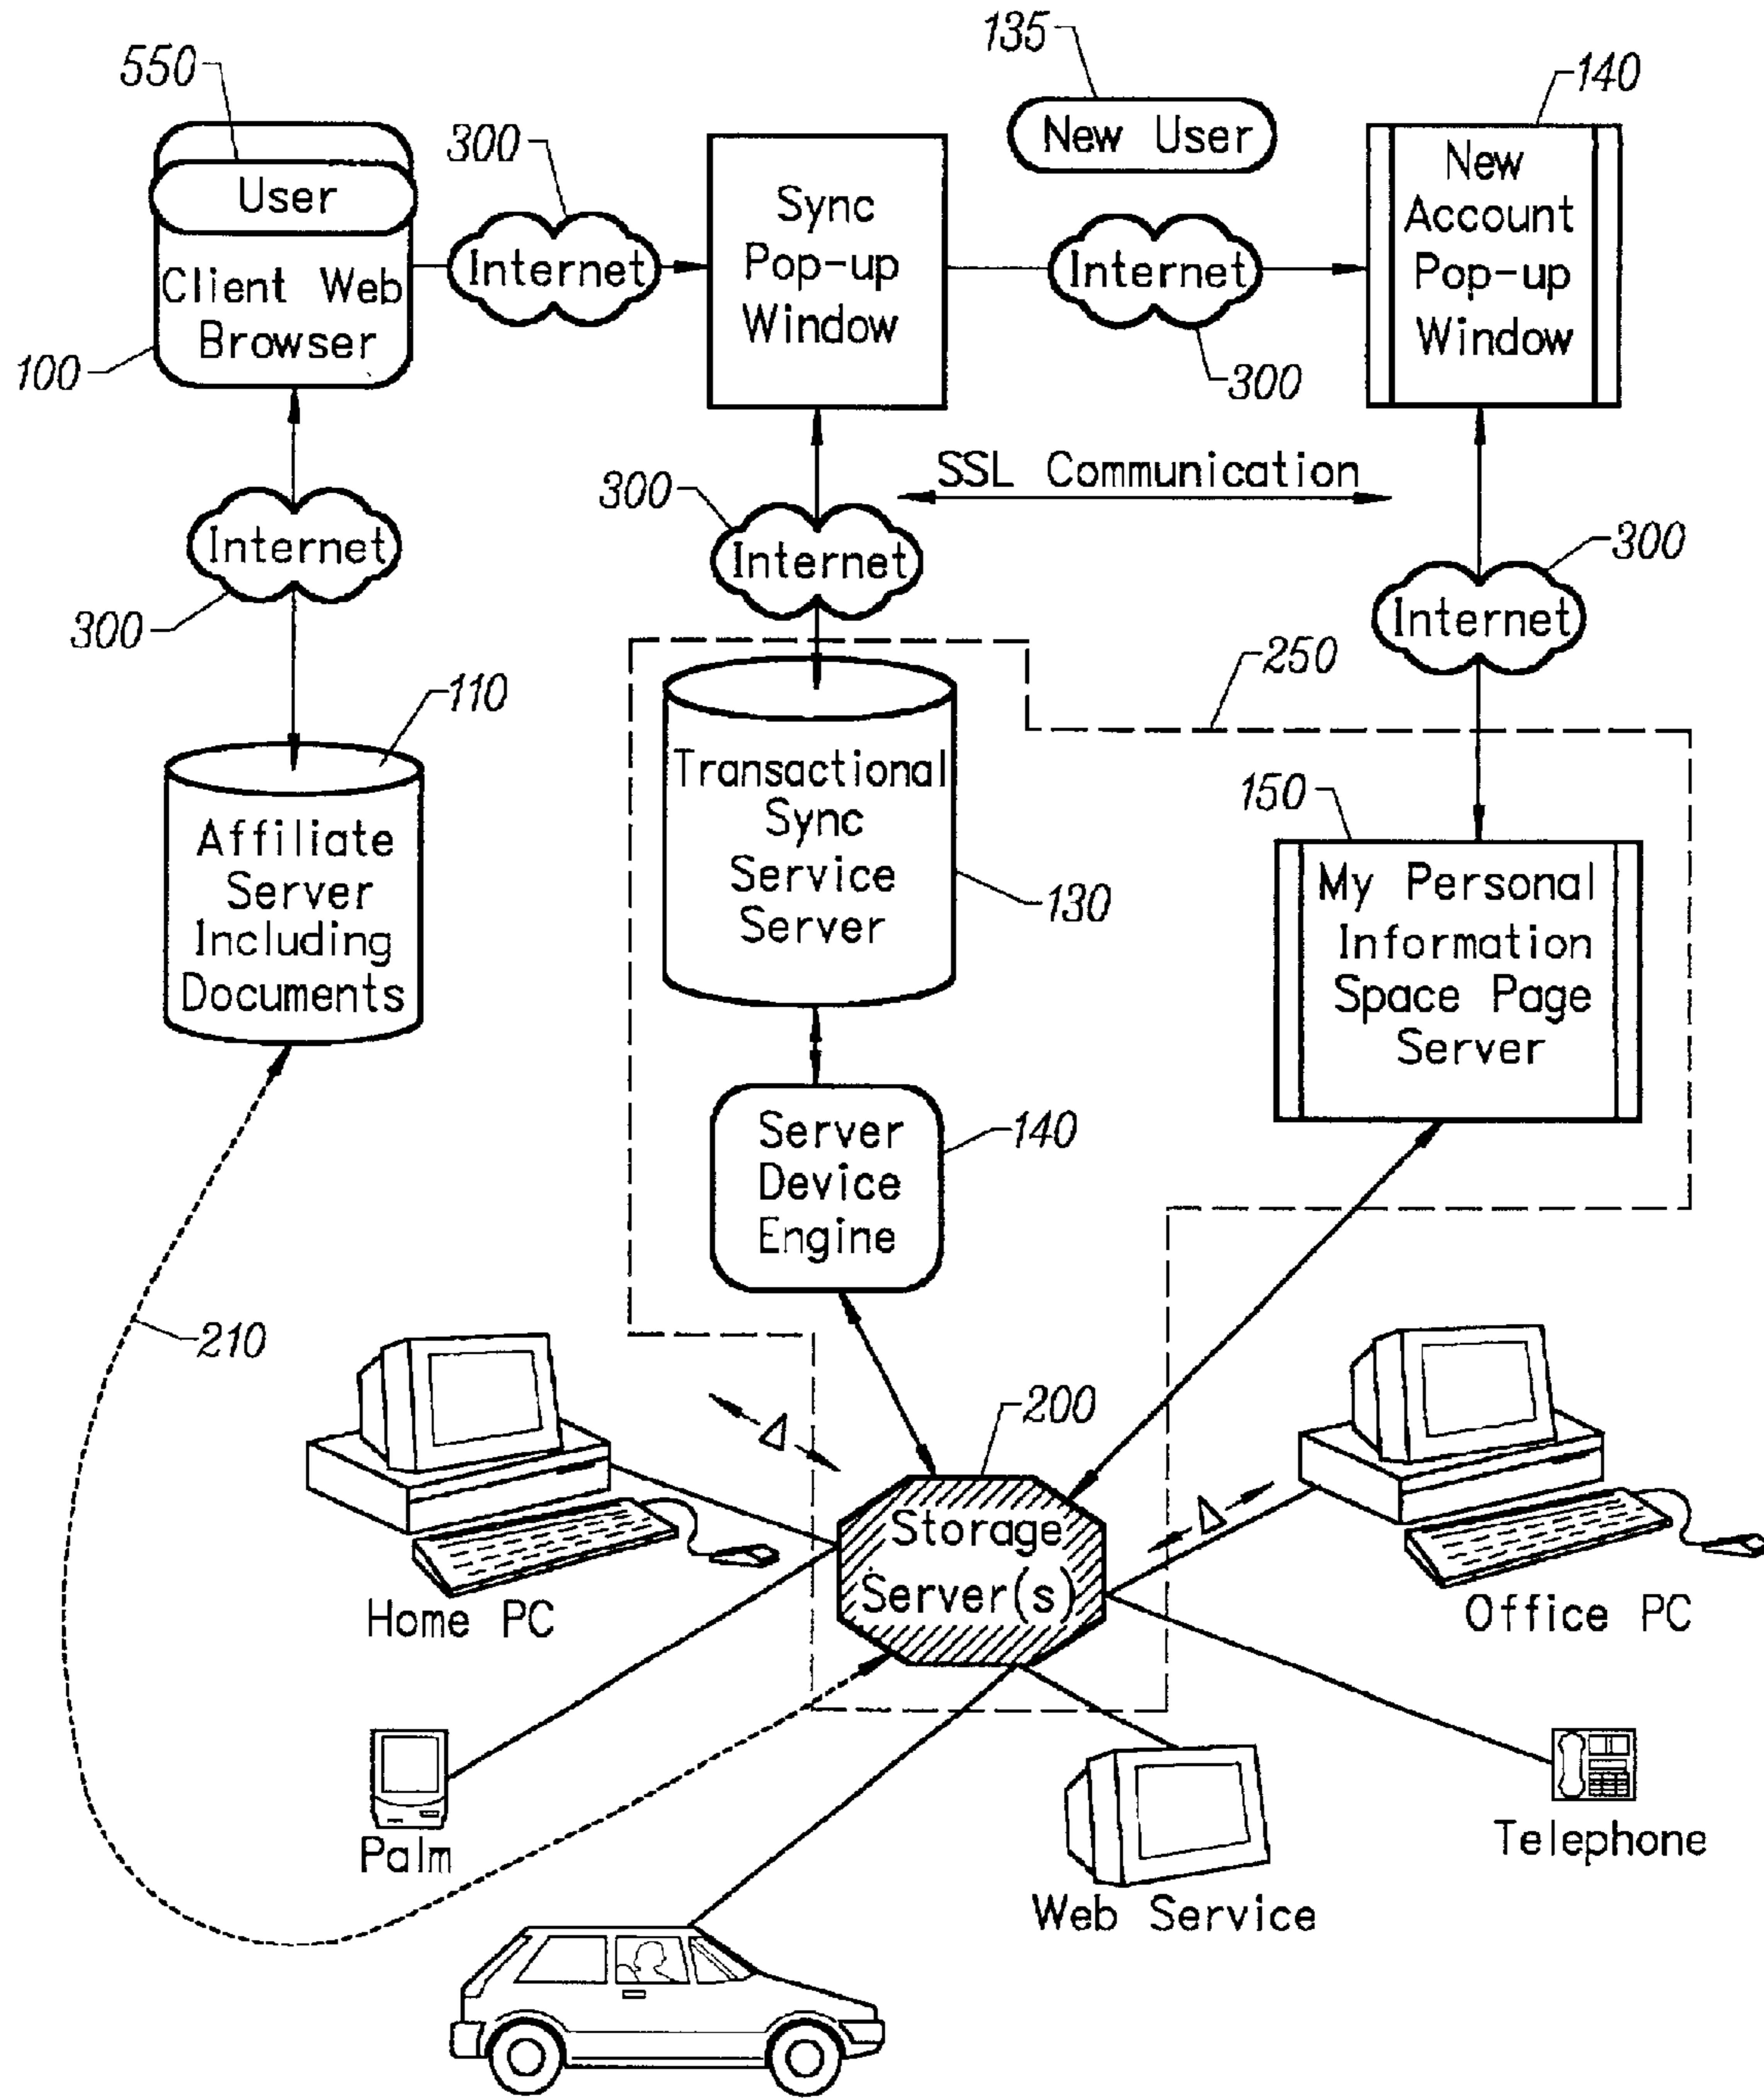 135
550
140
New User
300
User
Client Web
Browser
Internet
Sync
Pop-up
Window
Internet
New
Account
Pop-up
Window
100
300
SSL Communication
300
Internet
300
Internet
300
Internet
250
110
Affiliate
Server
Including
Documents
Transactional
Sync
Service
Server
130
150
My Personal
Information
Space Page
Server
Server
Device
Engine
140
210
200
Δ
Δ
Storage
Server(s)
Home PC
Office PC
Palm
Telephone
Web Service